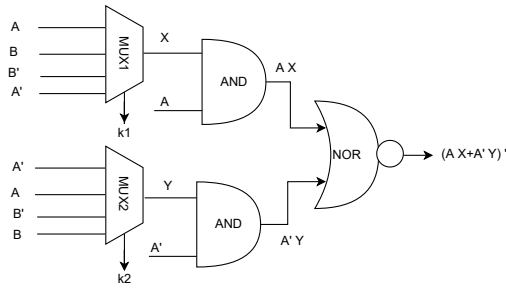 A
B
B'
A'
MUX1
k1
X
A
AND
A X
A'
A
B'
B
MUX2
k2
Y
A'
AND
A' Y
NOR
(A X+A' Y) '